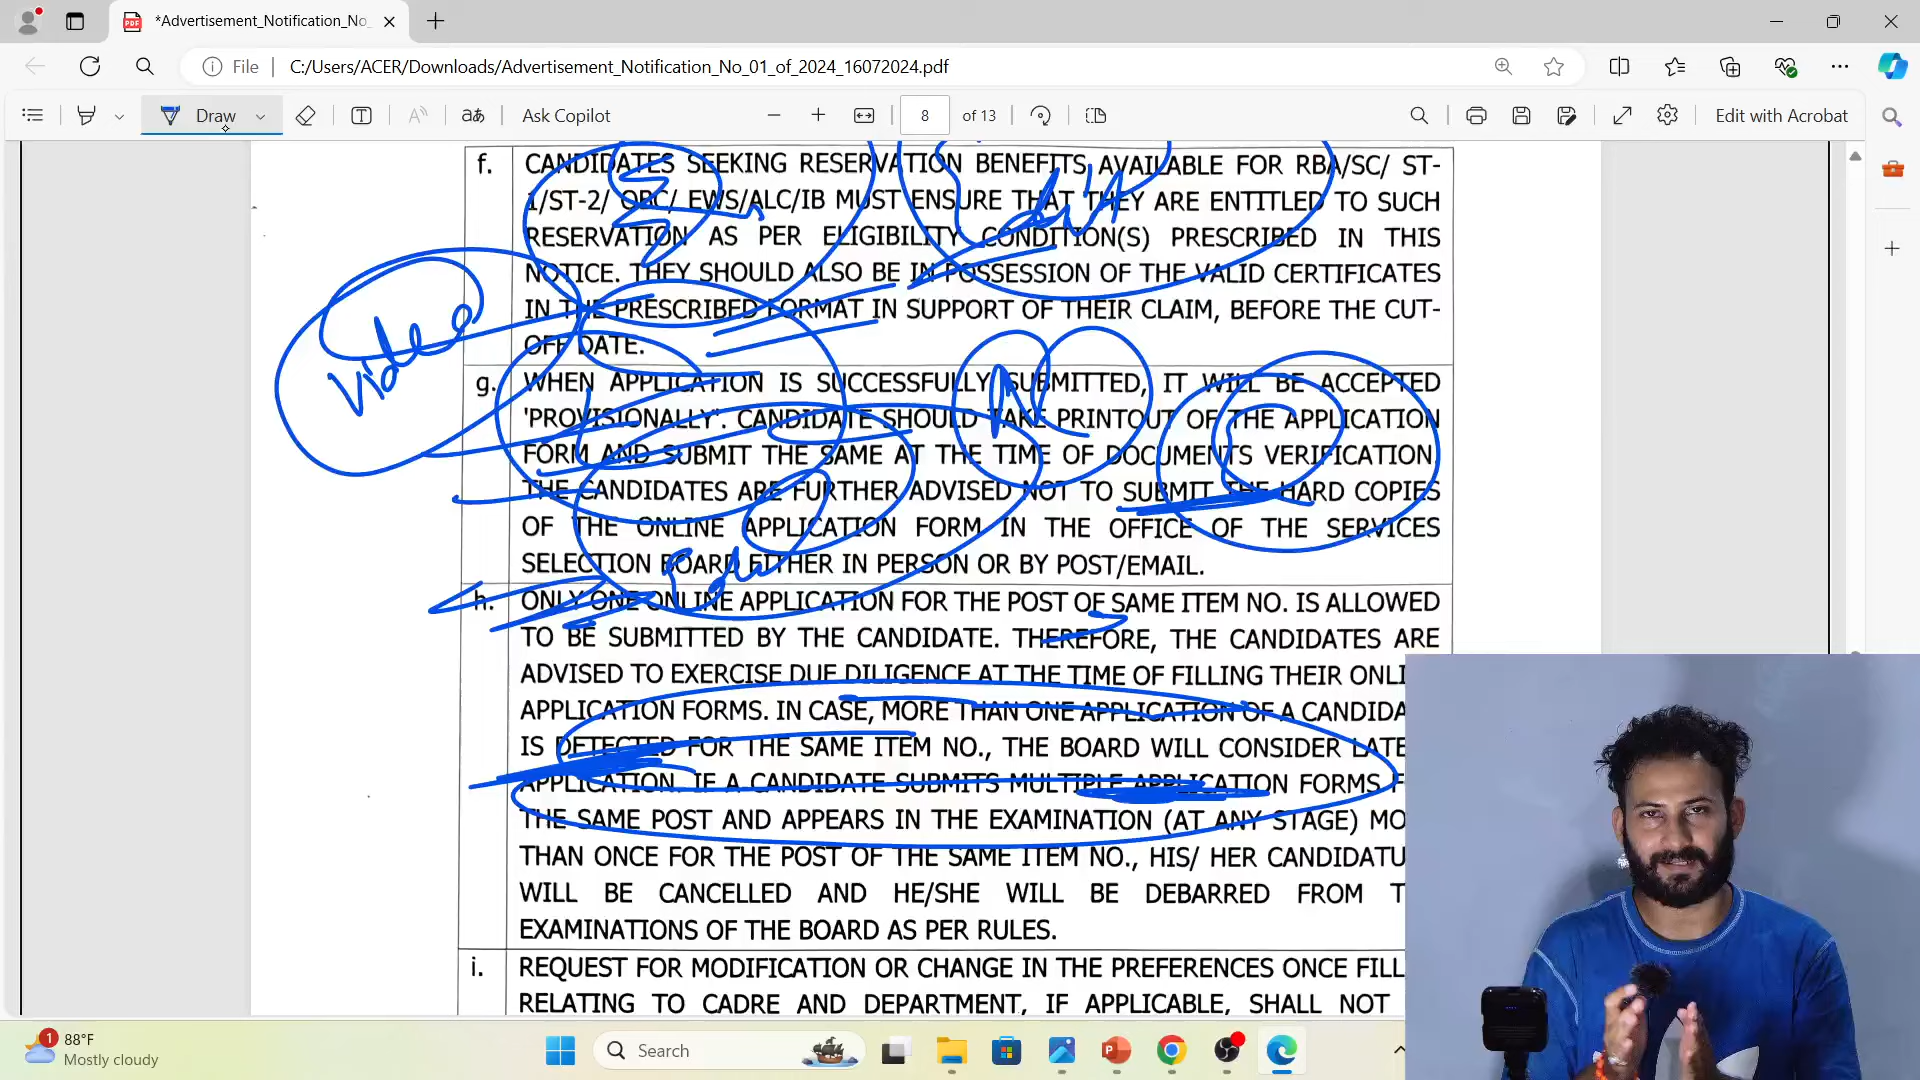 *Advertisement_Notification_No_
File
C:/Users/ACER/Downloads/Advertisement_Notification_No_01_of_2024_16072024.pdf
Draw
aあ
Ask Copilot
8
of 13
Edit with Acrobat
f.
CANDIDATES SEEKING RESERVATION BENEFITS AVAILABLE FOR RBA/SC/ ST-
1/ST-2/ OBC/ EWS/ALC/IB MUST ENSURE THAT THEY ARE ENTITLED TO SUCH
RESERVATION AS PER ELIGIBILITY CONDITION(S) PRESCRIBED IN THIS
NOTICE. THEY SHOULD ALSO BE IN POSSESSION OF THE VALID CERTIFICATES
IN THE PRESCRIBED FORMAT IN SUPPORT OF THEIR CLAIM, BEFORE THE CUT-
OFF DATE.
Video
g.
WHEN APPLICATION IS SUCCESSFULLY SUBMITTED, IT WILL BE ACCEPTED
'PROVISIONALLY'. CANDIDATE SHOULD TAKE PRINTOUT OF THE APPLICATION
FORM AND SUBMIT THE SAME AT THE TIME OF DOCUMENTS VERIFICATION.
THE CANDIDATES ARE FURTHER ADVISED NOT TO SUBMIT THE HARD COPIES
OF THE ONLINE APPLICATION FORM IN THE OFFICE OF THE SERVICES
SELECTION BOARD EITHER IN PERSON OR BY POST/EMAIL.
h.
ONLY ONE ONLINE APPLICATION FOR THE POST OF SAME ITEM NO. IS ALLOWED
TO BE SUBMITTED BY THE CANDIDATE. THEREFORE, THE CANDIDATES ARE
ADVISED TO EXERCISE DUE DILIGENCE AT THE TIME OF FILLING THEIR ONLI
APPLICATION FORMS. IN CASE, MORE THAN ONE APPLICATION OF A CANDIDA
IS DETECTED FOR THE SAME ITEM NO., THE BOARD WILL CONSIDER LATE
APPLICATION. IF A CANDIDATE SUBMITS MULTIPLE APPLICATION FORMS F
THE SAME POST AND APPEARS IN THE EXAMINATION (AT ANY STAGE) MO
THAN ONCE FOR THE POST OF THE SAME ITEM NO., HIS/ HER CANDIDATU
WILL BE CANCELLED AND HE/SHE WILL BE DEBARRED FROM T
EXAMINATIONS OF THE BOARD AS PER RULES.
i.
REQUEST FOR MODIFICATION OR CHANGE IN THE PREFERENCES ONCE FILL
RELATING TO CADRE AND DEPARTMENT, IF APPLICABLE, SHALL NOT
1
88°F
Mostly cloudy
Search